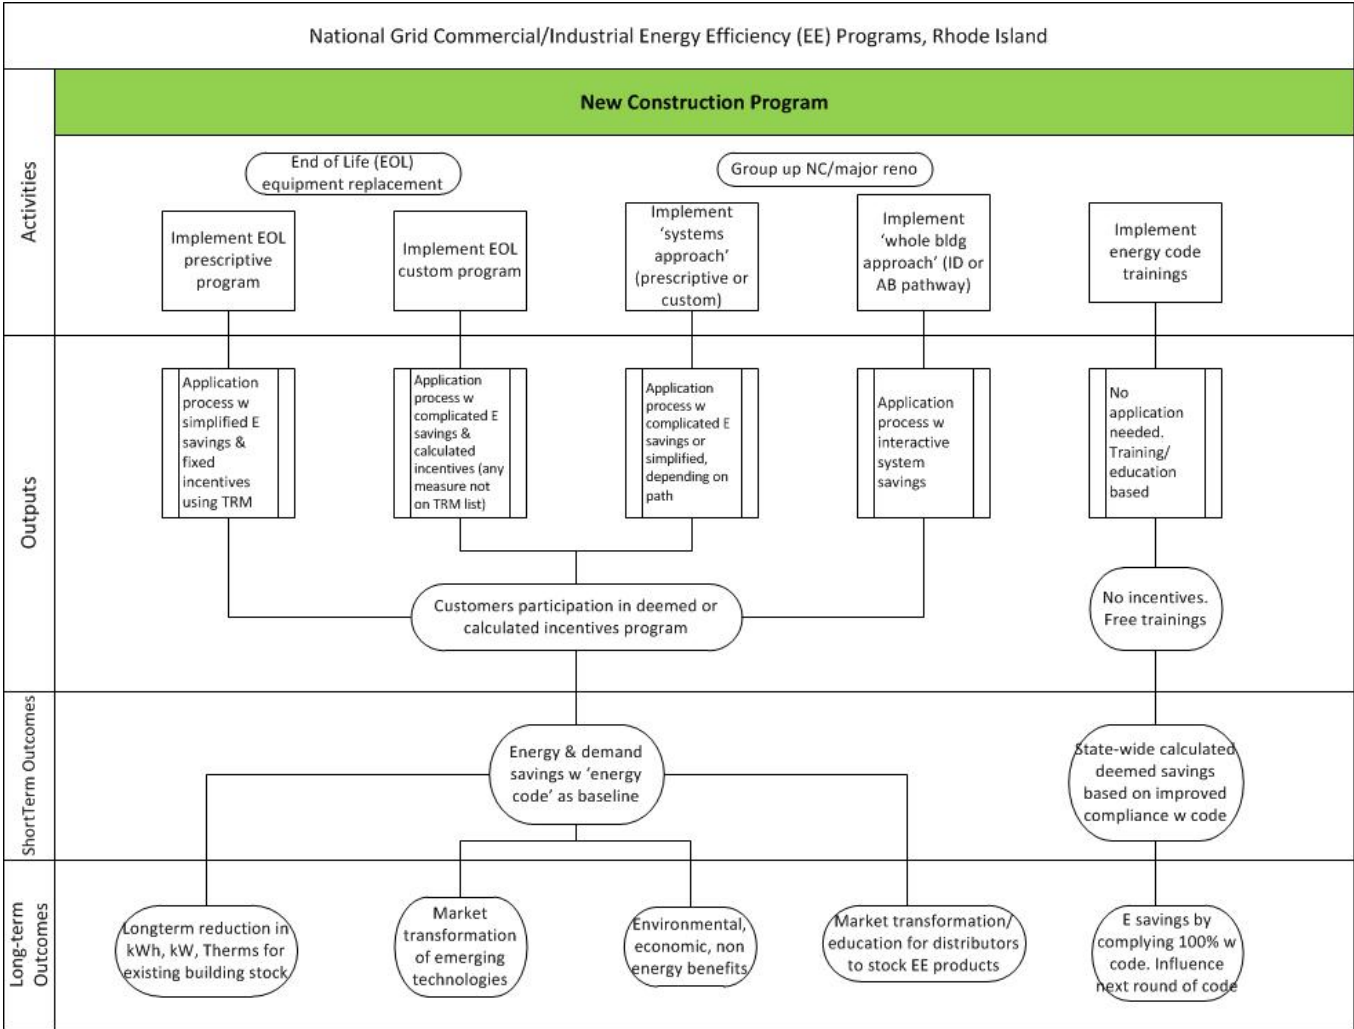 National Grid Commercial/Industrial Energy Efficiency (EE) Programs, Rhode Island
New Construction Program
Activities
End of Life (EOL)
equipment replacement
Group up NC/major reno
Implement EOL
prescriptive
program
Implement EOL
custom program
Implement
‘systems
approach’
(prescriptive or
custom)
Implement
‘whole bldg
approach’ (ID or
AB pathway)
Implement
energy code
trainings
Outputs
Application
process w
simplified E
savings &
fixed
incentives
using TRM
Application
process w
complicated E
savings &
calculated
incentives (any
measure not
on TRM list)
Application
process w
complicated E
savings or
simplified,
depending on
path
Application
process w
interactive
system
savings
No
application
needed.
Training/
education
based
Customers participation in deemed or
calculated incentives program
No incentives.
Free trainings
ShortTerm Outcomes
Energy & demand
savings w ‘energy
code’ as baseline
State-wide calculated
deemed savings
based on improved
compliance w code
Long-term
Outcomes
Longterm reduction in
kWh, kW, Therms for
existing building stock
Market
transformation
of emerging
technologies
Environmental,
economic, non
energy benefits
Market transformation/
education for distributors
to stock EE products
E savings by
complying 100% w
code. Influence
next round of code